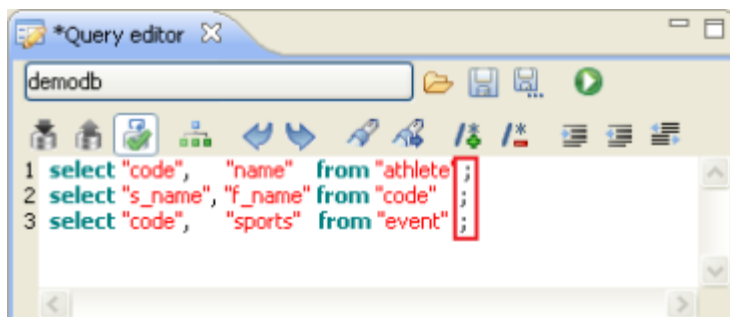 *Query editor
demodb
1 select "code",    "name"   from "athlete" ;
2 select "s_name", "f_name" from "code"    ;
3 select "code",    "sports"  from "event"  ;